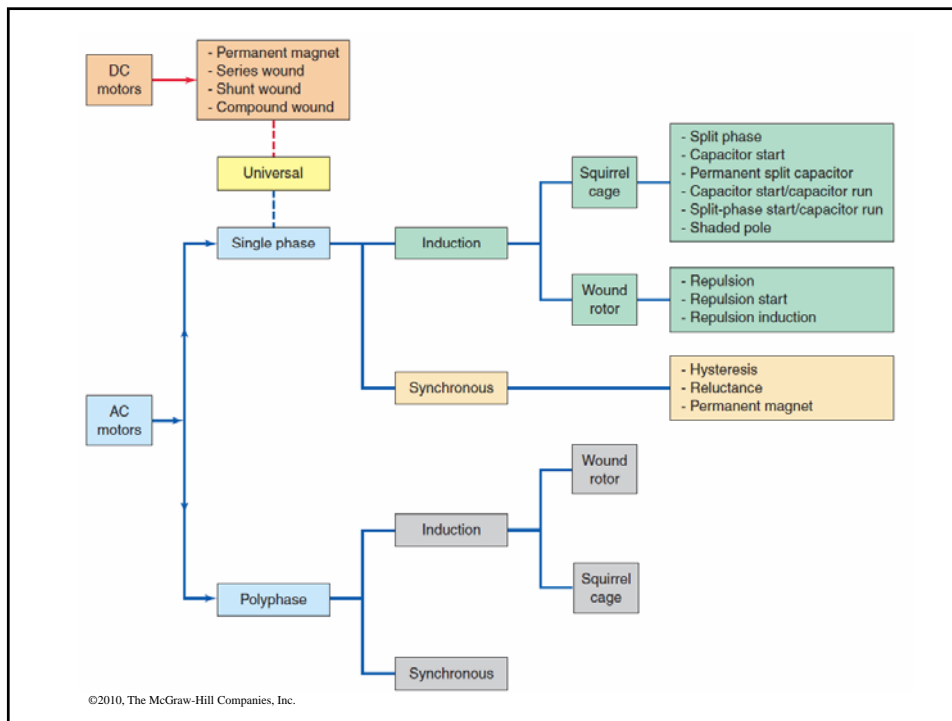 DC
motors
- Permanent magnet
- Series wound
- Shunt wound
- Compound wound
Universal
Single phase
Induction
Squirrel
cage
- Split phase
- Capacitor start
- Permanent split capacitor
- Capacitor start/capacitor run
- Split-phase start/capacitor run
- Shaded pole
Wound
rotor
- Repulsion
- Repulsion start
- Repulsion induction
Synchronous
- Hysteresis
- Reluctance
- Permanent magnet
AC
motors
Polyphase
Induction
Wound
rotor
Squirrel
cage
Synchronous
©2010, The McGraw-Hill Companies, Inc.